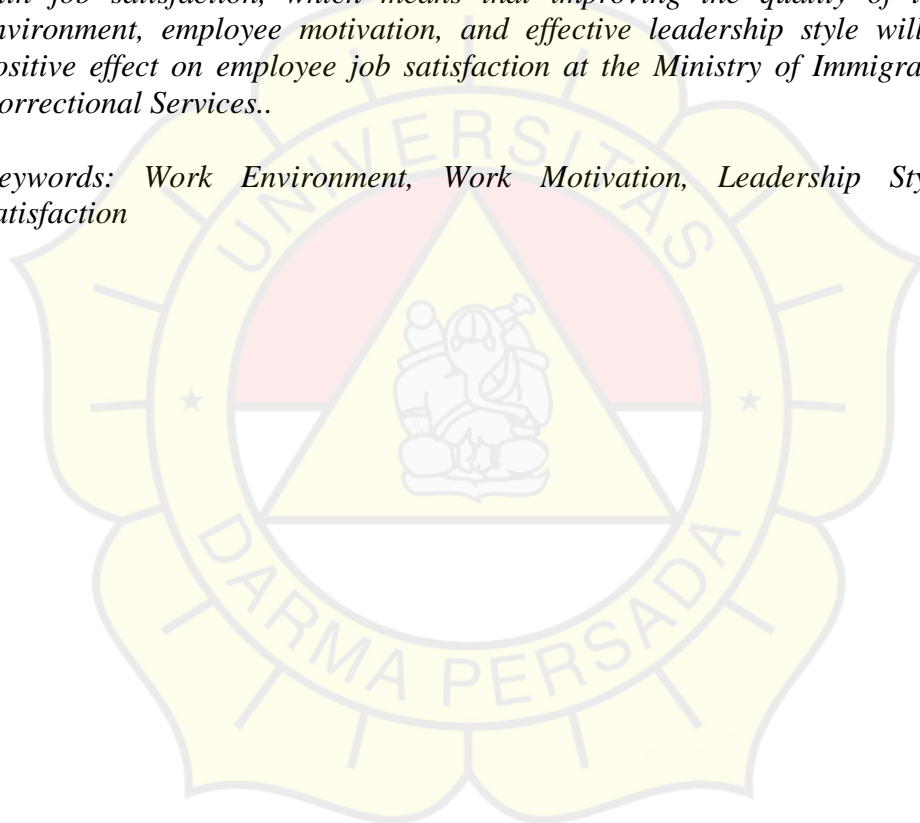 job satisfaction, which means that improving the quality of
nvironment, employee motivation, and effective leadership style will
ositive effect on employee job satisfaction at the Ministry of Immigra
orrectional Services..
eywords: Work Environment, Work Motivation, Leadership Sty
atisfaction
UNIVERSITAS
DARMA PERSADA